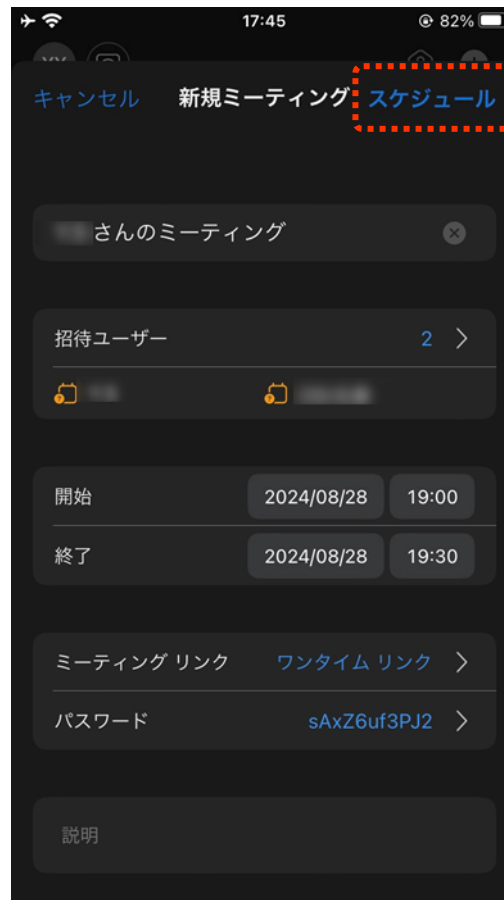 17:45
82%
キャンセル 新規ミーティング スケジュール
さんのミーティング
招待ユーザー 2
開始 2024/08/28 19:00
終了 2024/08/28 19:30
ミーティング リンク ワンタイム リンク
パスワード sAxZ6uf3PJ2
説明